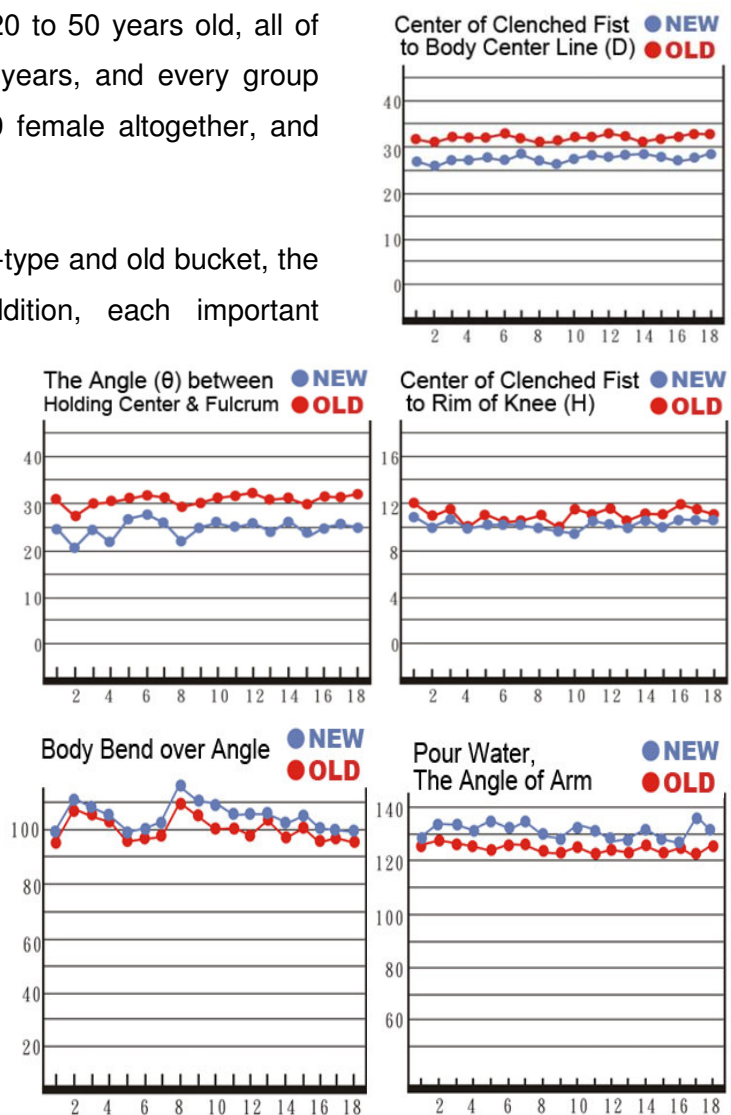 20 to 50 years old, all of
years, and every group
female altogether, and
-type and old bucket, the
each important
Center of Clenched Fist ●NEW
to Body Center Line (D) ●OLD
40
30
20
10
0
2 4 6 8 10 12 14 16 18
The Angle (θ) between ●NEW
Holding Center & Fulcrum ●OLD
40
30
20
10
0
2 4 6 8 10 12 14 16 18
Center of Clenched Fist ●NEW
to Rim of Knee (H) ●OLD
16
12
8
4
0
2 4 6 8 10 12 14 16 18
Body Bend over Angle ●NEW
●OLD
100
80
60
40
20
2 4 6 8 10 12 14 16 18
Pour Water, ●NEW
The Angle of Arm ●OLD
140
120
100
80
60
2 4 6 8 10 12 14 16 18